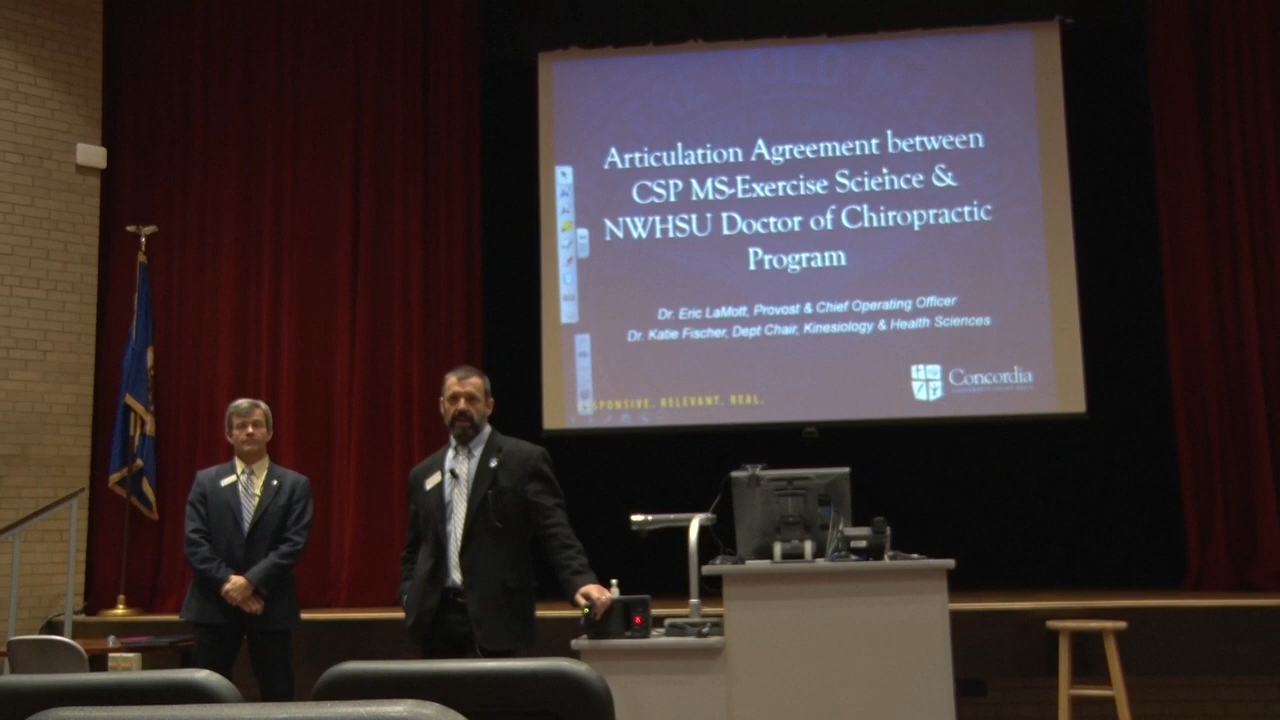 Articulation Agreement between
CSP MS-Exercise Science &
NWHSU Doctor of Chiropractic
Program
Dr. Eric LaMott, Provost & Chief Operating Officer
Dr. Katie Fischer, Dept Chair, Kinesiology & Health Sciences
Concordia
RELEVANT. REAL.